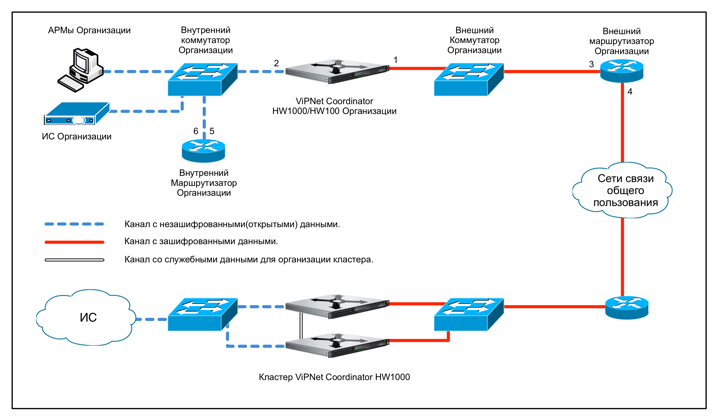 АРМы Организации
Внутренний
коммутатор
Организации
Внешний
Коммутатор
Организации
Внешний
маршрутизатор
Организации
2
1
3
4
ViPNet Coordinator
HW1000/HW100 Организации
ИС Организации
6
5
Внутренний
Маршрутизатор
Организации
Сети связи
общего
пользования
Канал с незашифрованными(открытыми) данными.
Канал с зашифрованными данными.
Канал со служебными данными для организации кластера.
ИС
Кластер ViPNet Coordinator HW1000